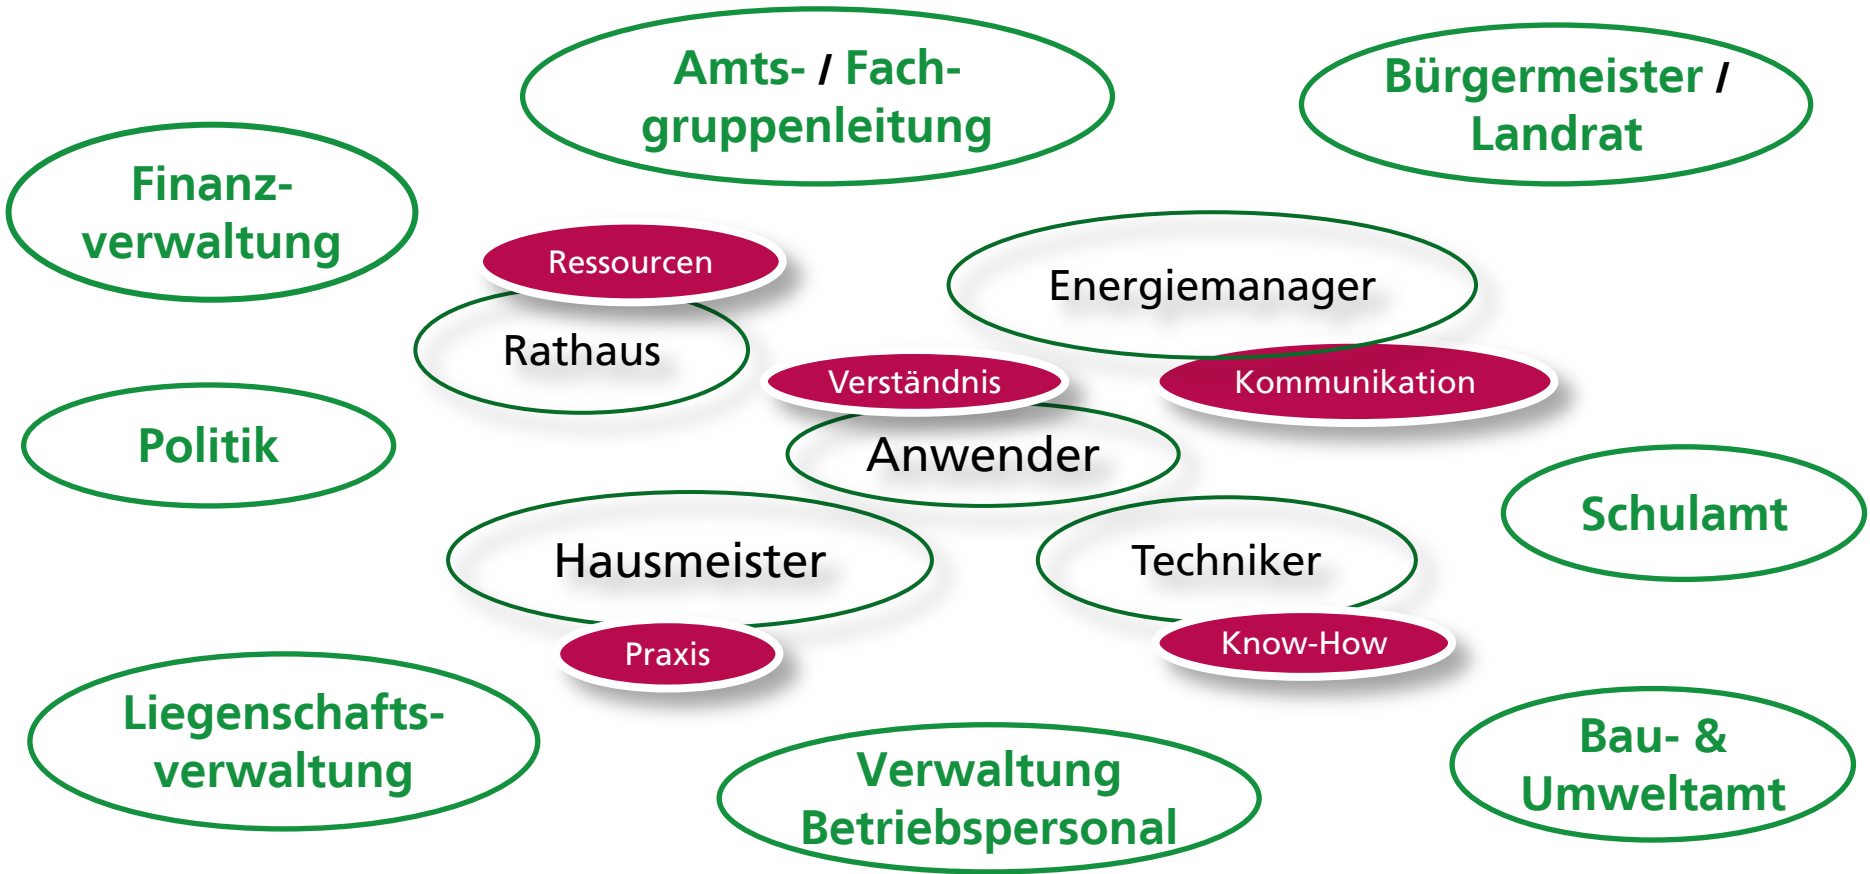 Amts- / Fach-
gruppenleitung
Bürgermeister /
Landrat
Finanz-
verwaltung
Ressourcen
Energiemanager
Rathaus
Verständnis
Kommunikation
Politik
Anwender
Schulamt
Hausmeister
Techniker
Praxis
Know-How
Liegenschafts-
verwaltung
Verwaltung
Betriebspersonal
Bau- &
Umweltamt